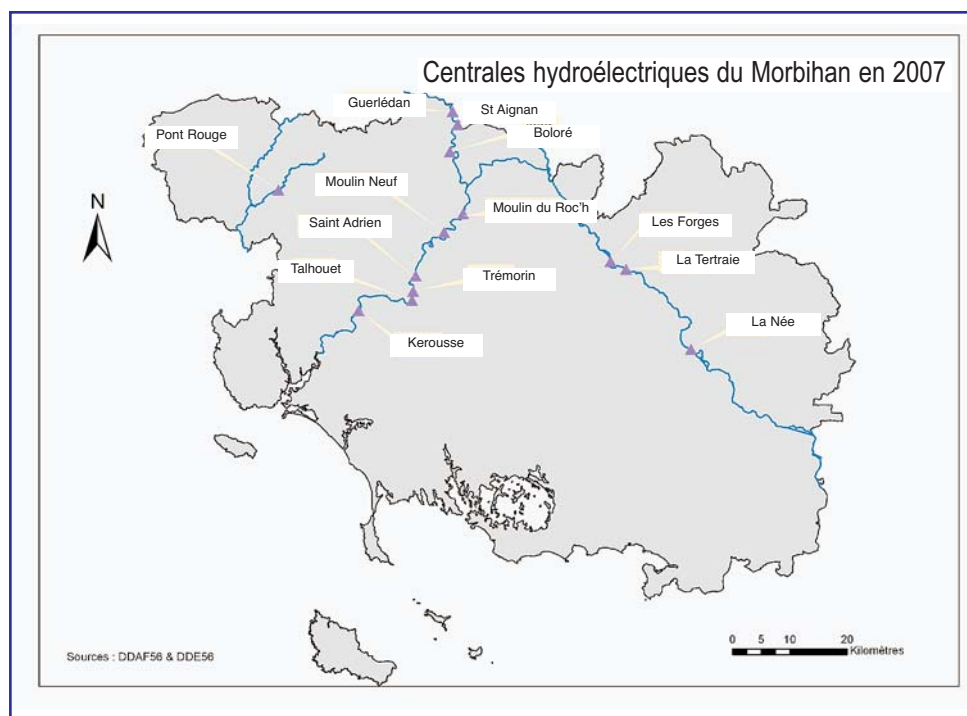 Centrales hydroélectriques du Morbihan en 2007
Guerlédan
St Aignan
Pont Rouge
Boloré
Moulin Neuf
Moulin du Roc'h
Saint Adrien
Les Forges
La Tertraie
Talhouet
Trémorin
La Née
Kerousse
N
0 5 10 20
Kilomètres
Sources : DDAF56 & DDE56